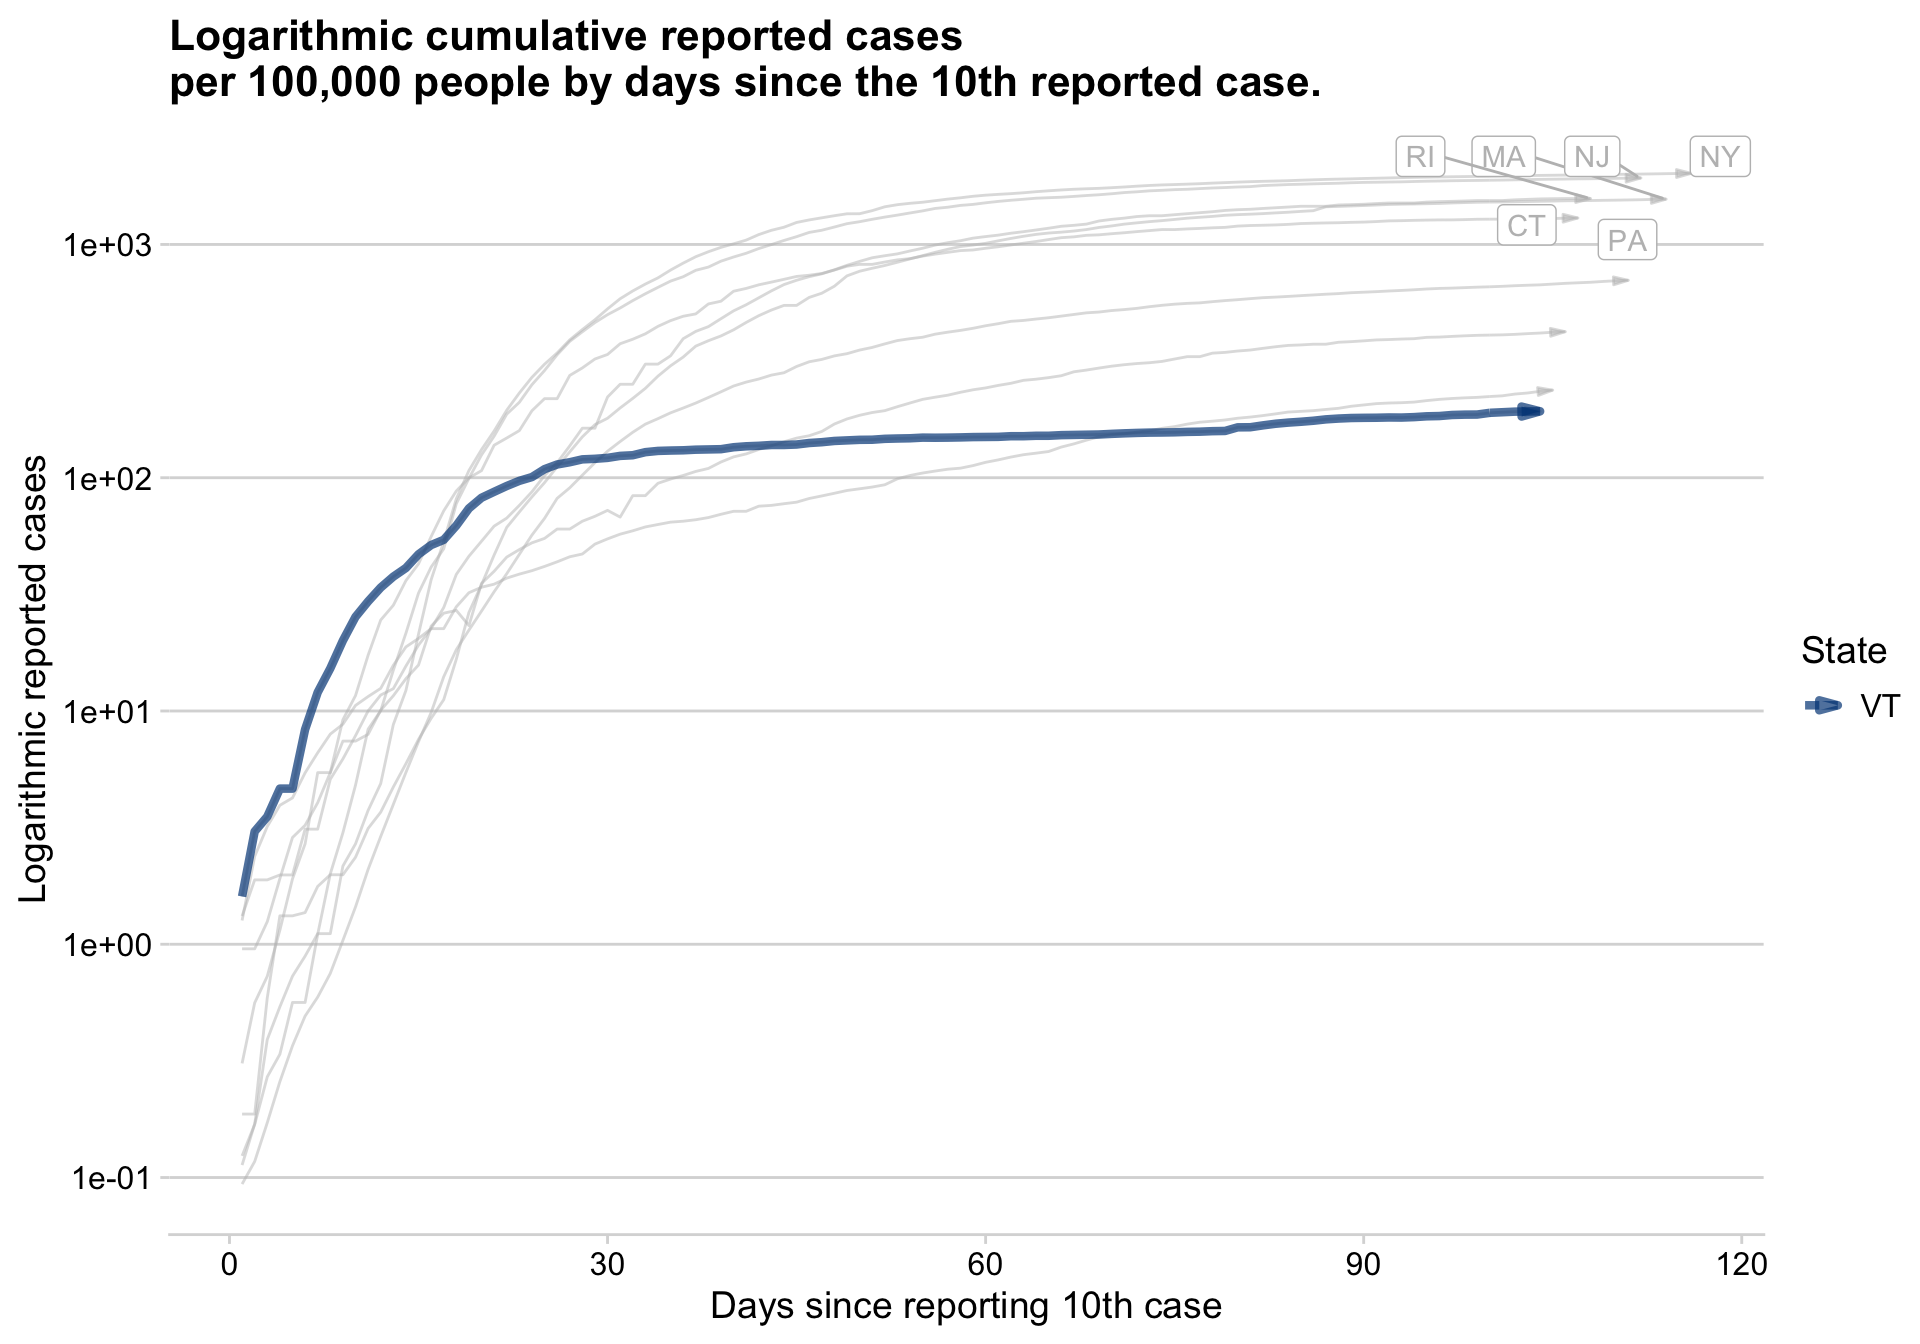 Logarithmic cumulative reported cases
per 100,000 people by days since the 10th reported case.
RI MA NJ NY
CT PA
1e+03
1e+02
1e+01
1e+00
1e-01
Logarithmic reported cases
0 30 60 90 120
Days since reporting 10th case
State
VT